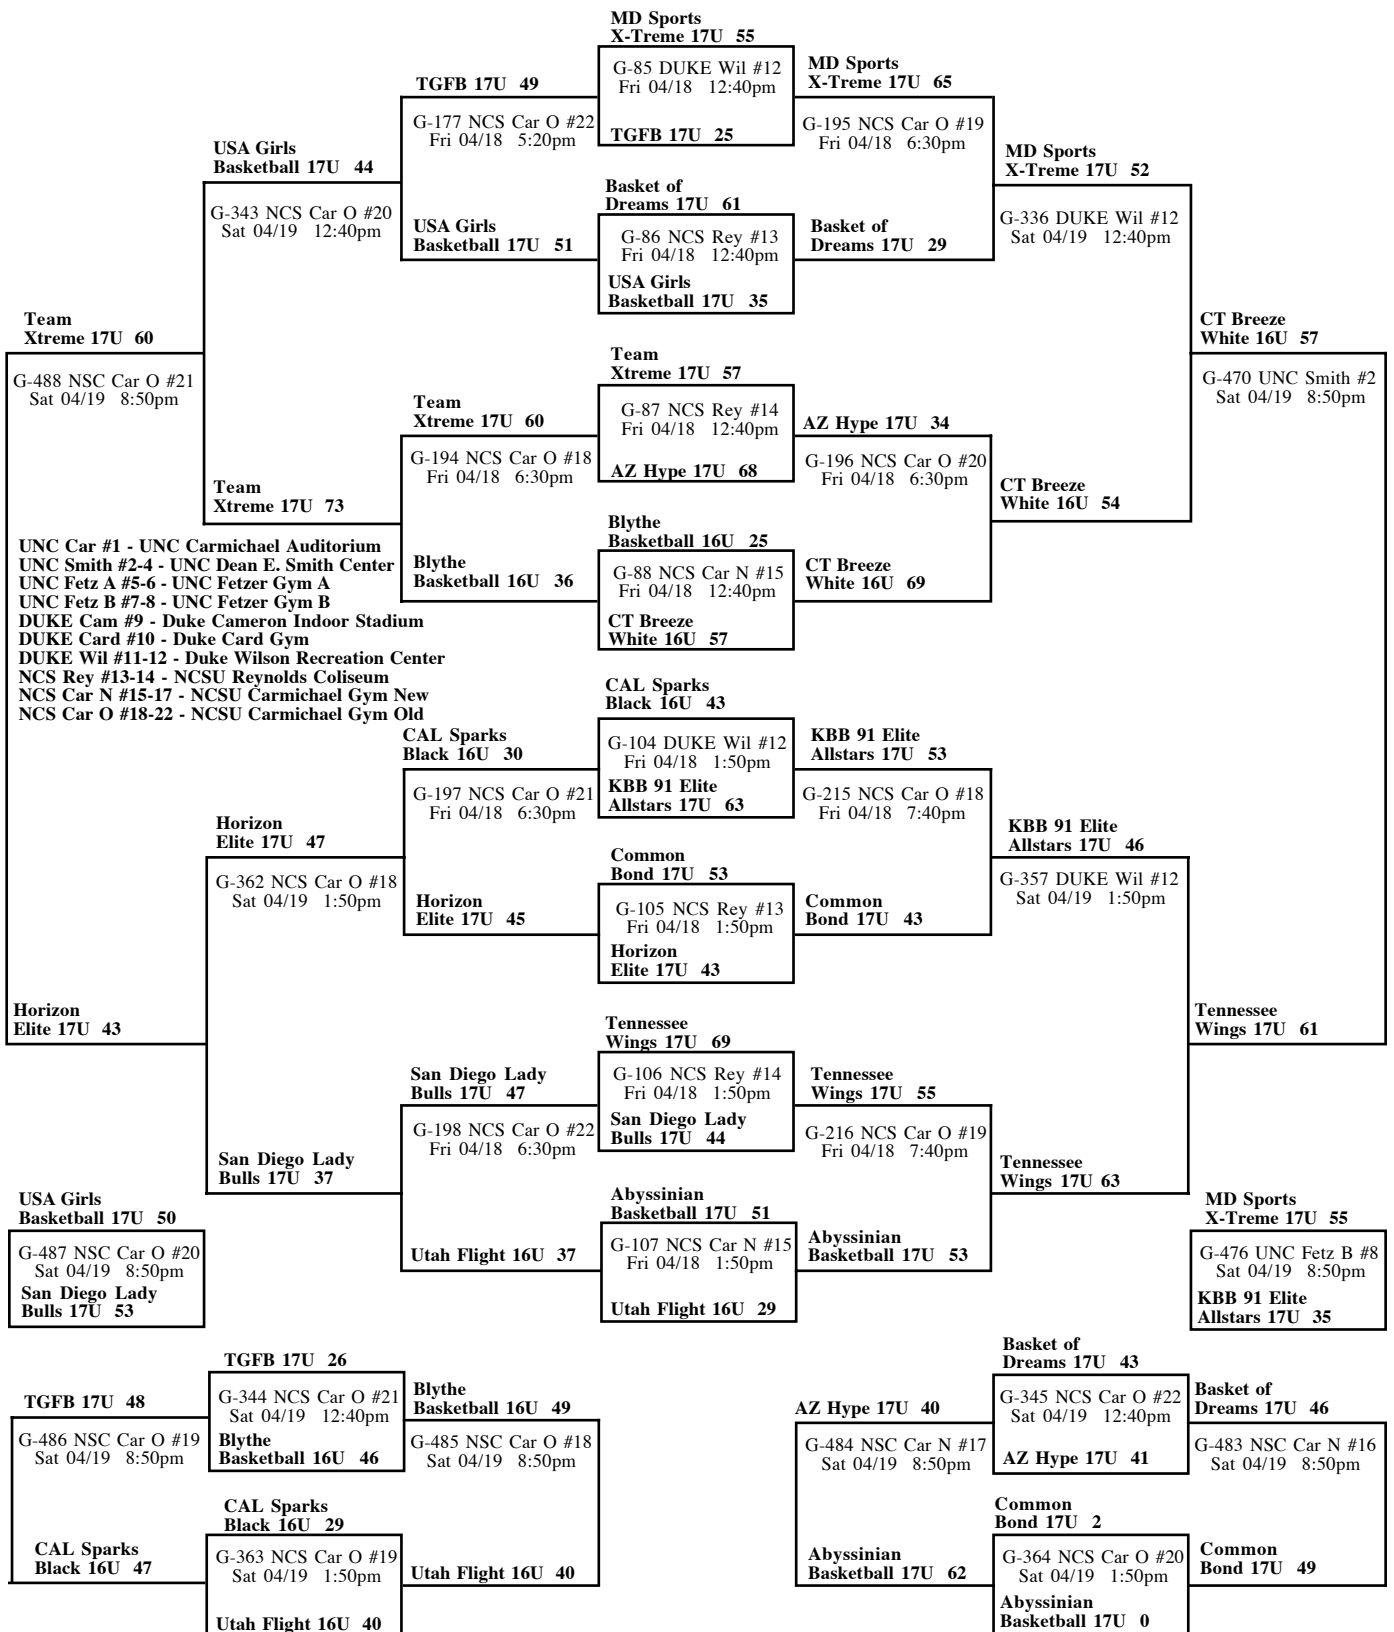 MD Sports
X-Treme 17U 55
G-85 DUKE Wil #12
Fri 04/18 12:40pm
TGFB 17U 25
MD Sports
X-Treme 17U 65
TGFB 17U 49
G-177 NCS Car O #22
Fri 04/18 5:20pm
G-195 NCS Car O #19
Fri 04/18 6:30pm
USA Girls
Basketball 17U 44
MD Sports
X-Treme 17U 52
Basket of
Dreams 17U 61
G-86 NCS Rey #13
Fri 04/18 12:40pm
USA Girls
Basketball 17U 35
G-343 NCS Car O #20
Sat 04/19 12:40pm
USA Girls
Basketball 17U 51
Basket of
Dreams 17U 29
G-336 DUKE Wil #12
Sat 04/19 12:40pm
Team
Xtreme 17U 60
G-488 NSC Car O #21
Sat 04/19 8:50pm
CT Breeze
White 16U 57
G-470 UNC Smith #2
Sat 04/19 8:50pm
Team
Xtreme 17U 57
G-87 NCS Rey #14
Fri 04/18 12:40pm
AZ Hype 17U 68
Team
Xtreme 17U 60
G-194 NCS Car O #18
Fri 04/18 6:30pm
AZ Hype 17U 34
G-196 NCS Car O #20
Fri 04/18 6:30pm
Team
Xtreme 17U 73
CT Breeze
White 16U 54
Blythe
Basketball 16U 25
G-88 NCS Car N #15
Fri 04/18 12:40pm
CT Breeze
White 16U 57
Blythe
Basketball 16U 36
CT Breeze
White 16U 69
UNC Car #1 - UNC Carmichael Auditorium
UNC Smith #2-4 - UNC Dean E. Smith Center
UNC Fetz A #5-6 - UNC Fetzer Gym A
UNC Fetz B #7-8 - UNC Fetzer Gym B
DUKE Cam #9 - Duke Cameron Indoor Stadium
DUKE Card #10 - Duke Card Gym
DUKE Wil #11-12 - Duke Wilson Recreation Center
NCS Rey #13-14 - NCSU Reynolds Coliseum
NCS Car N #15-17 - NCSU Carmichael Gym New
NCS Car O #18-22 - NCSU Carmichael Gym Old
CAL Sparks
Black 16U 43
G-104 DUKE Wil #12
Fri 04/18 1:50pm
KBB 91 Elite
Allstars 17U 63
CAL Sparks
Black 16U 30
G-197 NCS Car O #21
Fri 04/18 6:30pm
KBB 91 Elite
Allstars 17U 53
G-215 NCS Car O #18
Fri 04/18 7:40pm
Horizon
Elite 17U 47
G-362 NCS Car O #18
Sat 04/19 1:50pm
KBB 91 Elite
Allstars 17U 46
G-357 DUKE Wil #12
Sat 04/19 1:50pm
Common
Bond 17U 53
G-105 NCS Rey #13
Fri 04/18 1:50pm
Horizon
Elite 17U 43
Horizon
Elite 17U 45
Common
Bond 17U 43
Horizon
Elite 17U 43
Tennessee
Wings 17U 61
Tennessee
Wings 17U 69
G-106 NCS Rey #14
Fri 04/18 1:50pm
San Diego Lady
Bulls 17U 44
San Diego Lady
Bulls 17U 47
G-198 NCS Car O #22
Fri 04/18 6:30pm
Tennessee
Wings 17U 55
G-216 NCS Car O #19
Fri 04/18 7:40pm
San Diego Lady
Bulls 17U 37
Tennessee
Wings 17U 63
Abyssinian
Basketball 17U 51
G-107 NCS Car N #15
Fri 04/18 1:50pm
Utah Flight 16U 29
Utah Flight 16U 37
Abyssinian
Basketball 17U 53
USA Girls
Basketball 17U 50
G-487 NSC Car O #20
Sat 04/19 8:50pm
San Diego Lady
Bulls 17U 53
MD Sports
X-Treme 17U 55
G-476 UNC Fetz B #8
Sat 04/19 8:50pm
KBB 91 Elite
Allstars 17U 35
TGFB 17U 26
G-344 NCS Car O #21
Sat 04/19 12:40pm
Blythe
Basketball 16U 46
TGFB 17U 48
G-486 NSC Car O #19
Sat 04/19 8:50pm
Blythe
Basketball 16U 49
G-485 NSC Car O #18
Sat 04/19 8:50pm
CAL Sparks
Black 16U 29
G-363 NCS Car O #19
Sat 04/19 1:50pm
Utah Flight 16U 40
CAL Sparks
Black 16U 47
Utah Flight 16U 40
Basket of
Dreams 17U 43
G-345 NCS Car O #22
Sat 04/19 12:40pm
AZ Hype 17U 41
AZ Hype 17U 40
G-484 NSC Car N #17
Sat 04/19 8:50pm
Basket of
Dreams 17U 46
G-483 NSC Car N #16
Sat 04/19 8:50pm
Common
Bond 17U 2
G-364 NCS Car O #20
Sat 04/19 1:50pm
Abyssinian
Basketball 17U 0
Abyssinian
Basketball 17U 62
Common
Bond 17U 49